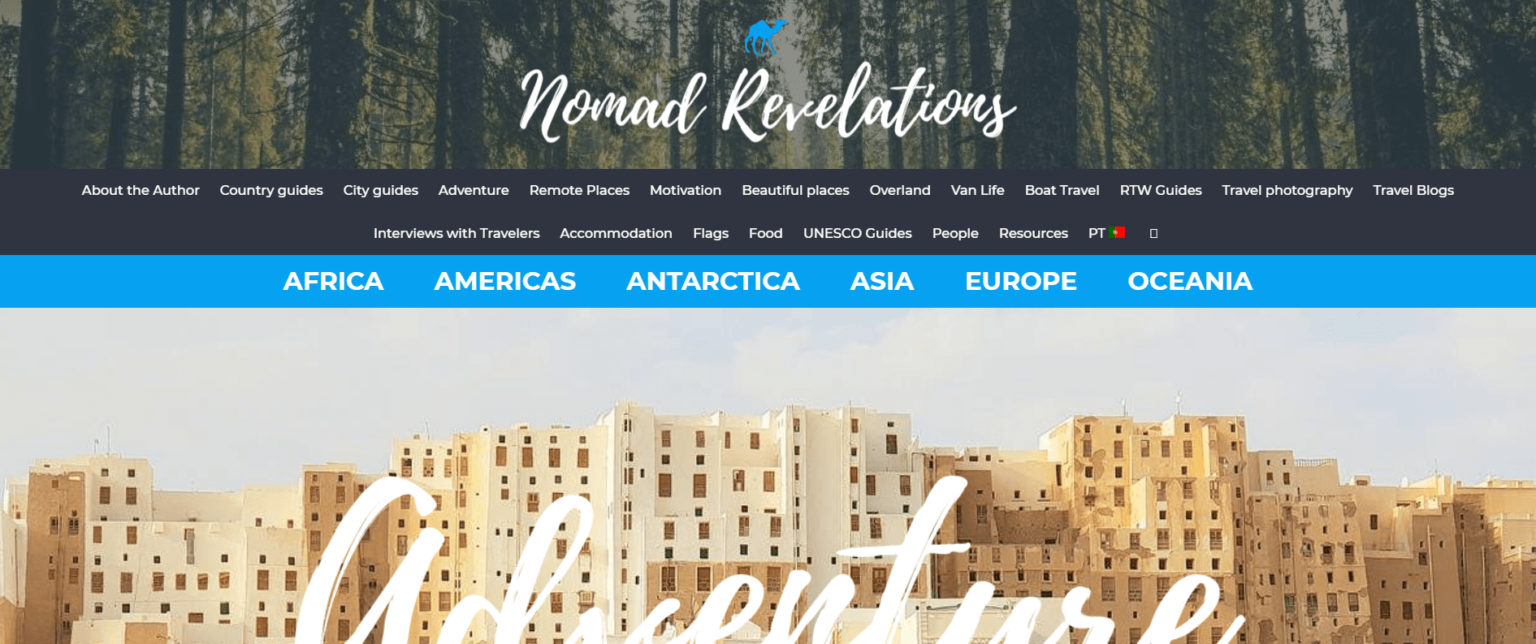 Nomad Revelations
About the Author Country guides City guides Adventure Remote Places Motivation Beautiful places Overland Van Life Boat Travel RTW Guides Travel photography Travel Blogs
Interviews with Travelers Accommodation Flags Food UNESCO Guides People Resources PT
AFRICA AMERICAS ANTARCTICA ASIA EUROPE OCEANIA
Adventure